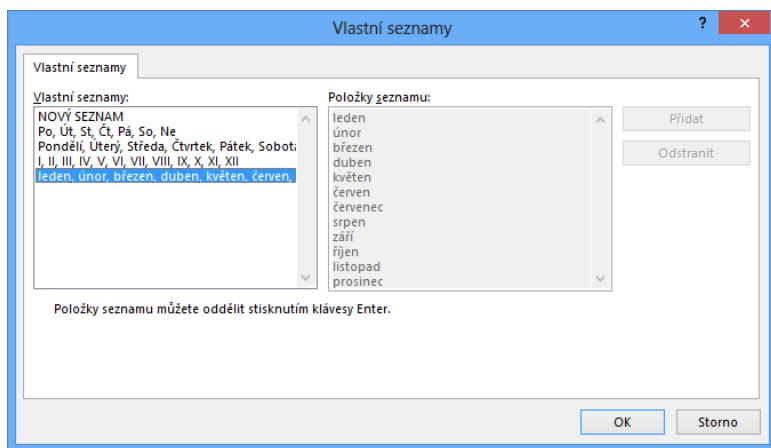 Vlastní seznamy
?
Vlastní seznamy
Vlastní seznamy:
NOVÝ SEZNAM
Po, Út, St, Čt, Pá, So, Ne
Pondělí, Úterý, Středa, Čtvrtek, Pátek, Sobota
I, II, III, IV, V, VI, VII, VIII, IX, X, XI, XII
leden, únor, březen, duben, květen, červen,
Položky seznamu:
leden
únor
březen
duben
květen
červen
červenec
srpen
září
říjen
listopad
prosinec
Přidat
Odstranit
Položky seznamu můžete oddělit stisknutím klávesy Enter.
OK
Storno